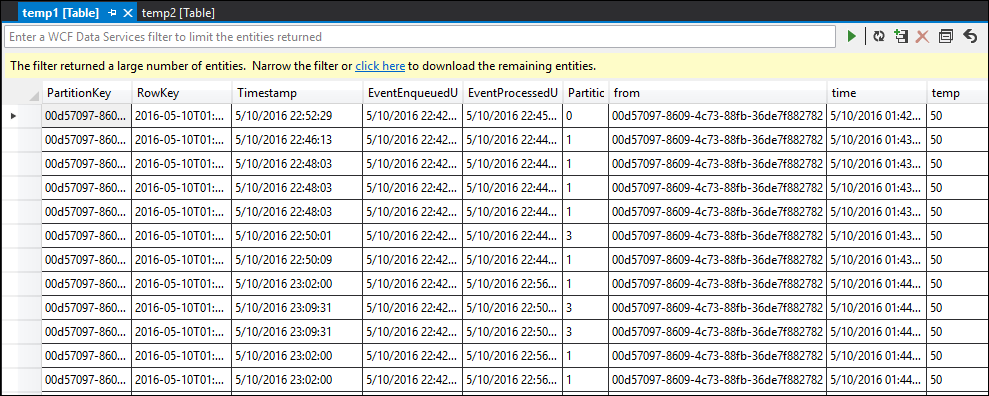 temp1 [Table] temp2 [Table]
Enter a WCF Data Services filter to limit the entities returned
The filter returned a large number of entities. Narrow the filter or click here to download the remaining entities.
PartitionKey RowKey Timestamp EventEnqueuedU EventProcessedU Partitic from time temp
00d57097-860... 2016-05-10T01:... 5/10/2016 22:52:29 5/10/2016 22:42... 5/10/2016 22:45... 0 00d57097-8609-4c73-88fb-36de7f882782 5/10/2016 01:42... 50
00d57097-860... 2016-05-10T01:... 5/10/2016 22:46:13 5/10/2016 22:42... 5/10/2016 22:44... 1 00d57097-8609-4c73-88fb-36de7f882782 5/10/2016 01:43... 50
00d57097-860... 2016-05-10T01:... 5/10/2016 22:48:03 5/10/2016 22:42... 5/10/2016 22:44... 1 00d57097-8609-4c73-88fb-36de7f882782 5/10/2016 01:43... 50
00d57097-860... 2016-05-10T01:... 5/10/2016 22:48:03 5/10/2016 22:42... 5/10/2016 22:44... 1 00d57097-8609-4c73-88fb-36de7f882782 5/10/2016 01:43... 50
00d57097-860... 2016-05-10T01:... 5/10/2016 22:48:03 5/10/2016 22:42... 5/10/2016 22:44... 1 00d57097-8609-4c73-88fb-36de7f882782 5/10/2016 01:43... 50
00d57097-860... 2016-05-10T01:... 5/10/2016 22:50:01 5/10/2016 22:42... 5/10/2016 22:44... 3 00d57097-8609-4c73-88fb-36de7f882782 5/10/2016 01:43... 50
00d57097-860... 2016-05-10T01:... 5/10/2016 22:50:09 5/10/2016 22:42... 5/10/2016 22:44... 1 00d57097-8609-4c73-88fb-36de7f882782 5/10/2016 01:43... 50
00d57097-860... 2016-05-10T01:... 5/10/2016 23:02:00 5/10/2016 22:42... 5/10/2016 22:56... 1 00d57097-8609-4c73-88fb-36de7f882782 5/10/2016 01:44... 50
00d57097-860... 2016-05-10T01:... 5/10/2016 23:09:31 5/10/2016 22:42... 5/10/2016 22:50... 3 00d57097-8609-4c73-88fb-36de7f882782 5/10/2016 01:44... 50
00d57097-860... 2016-05-10T01:... 5/10/2016 23:09:31 5/10/2016 22:42... 5/10/2016 22:50... 3 00d57097-8609-4c73-88fb-36de7f882782 5/10/2016 01:44... 50
00d57097-860... 2016-05-10T01:... 5/10/2016 23:02:00 5/10/2016 22:42... 5/10/2016 22:56... 1 00d57097-8609-4c73-88fb-36de7f882782 5/10/2016 01:44... 50
00d57097-860... 2016-05-10T01:... 5/10/2016 23:02:00 5/10/2016 22:42... 5/10/2016 22:56... 1 00d57097-8609-4c73-88fb-36de7f882782 5/10/2016 01:44... 50